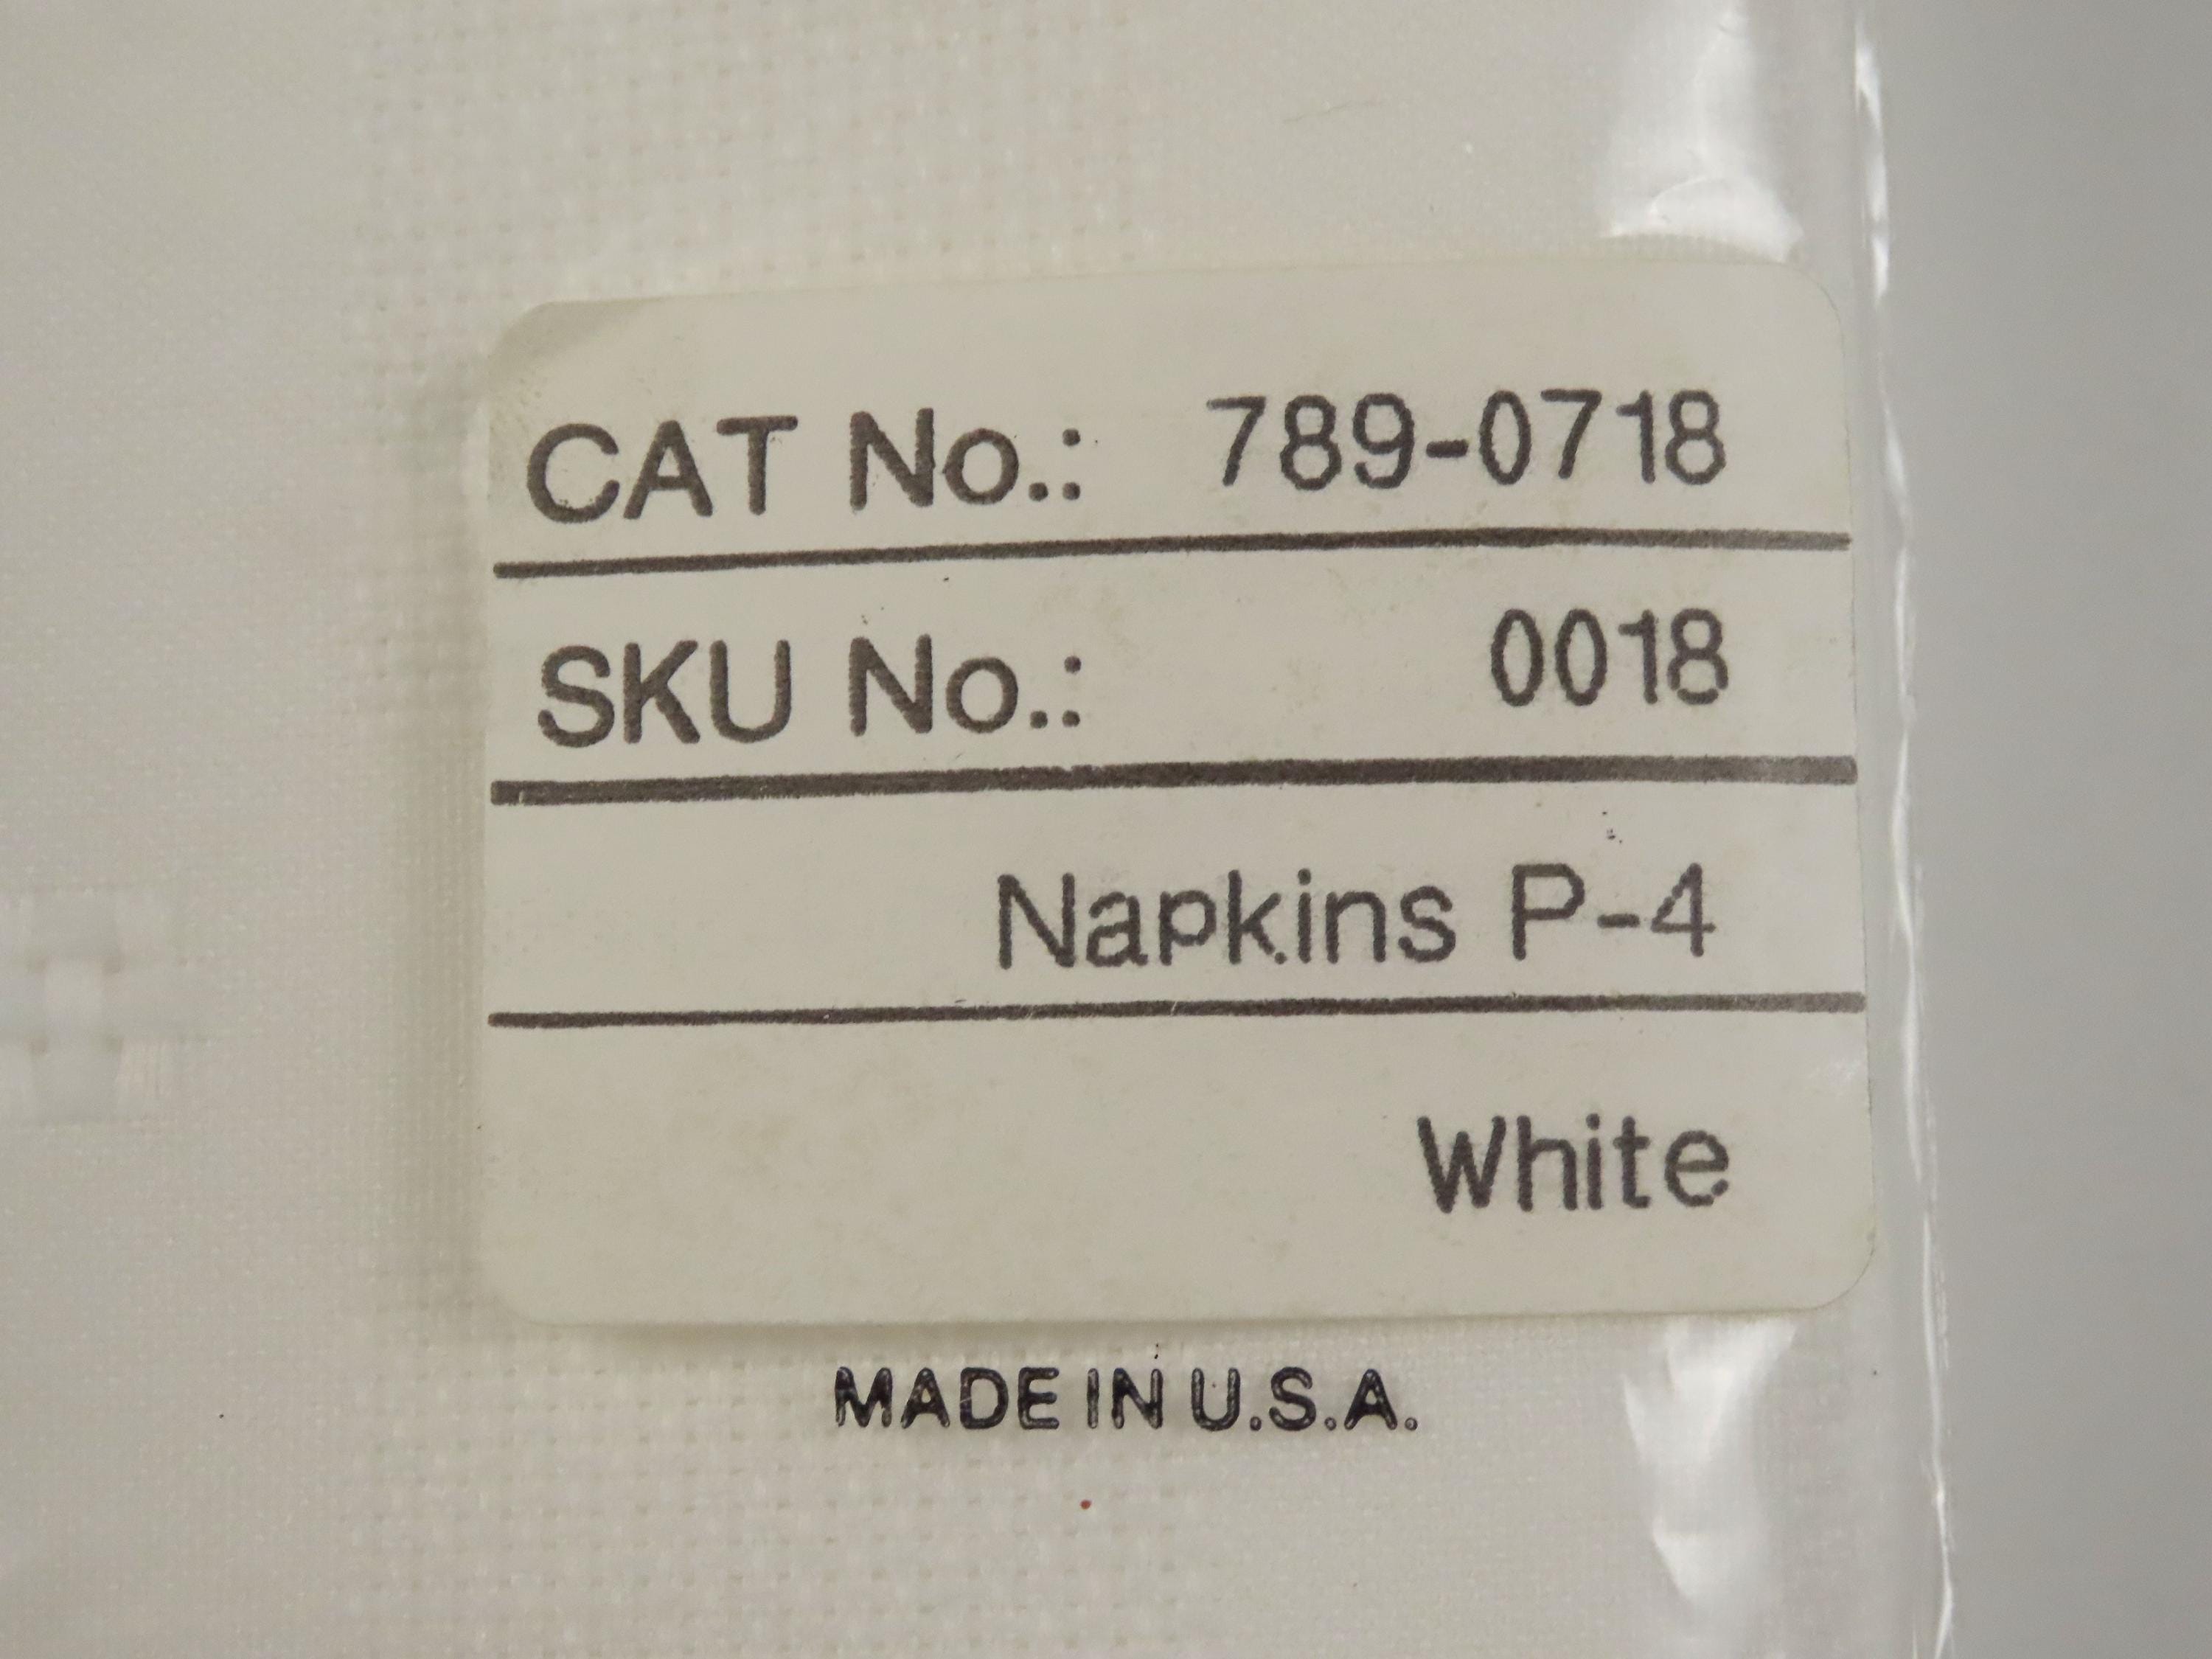 CAT No.: 789-0718
SKU No.: 0018
Napkins P-4
White
MADE IN U.S.A.